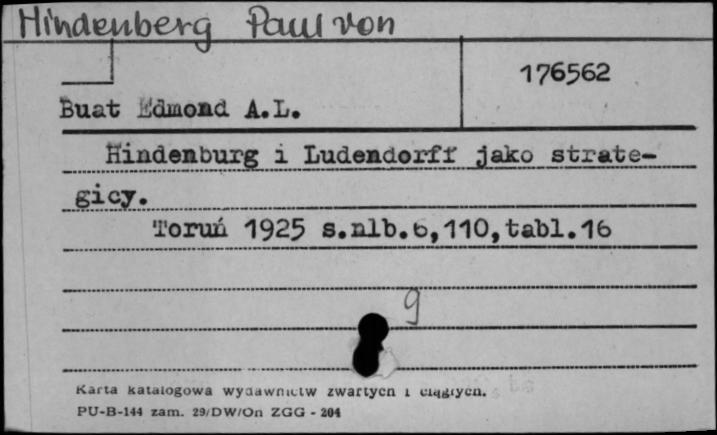 Hindenberg Paul von
176562
Buat Edmond A.L.
Hindenburg i Ludendorff jako strate-
gicy.
Toruń 1925 s.nlb.6,110,tabl.16
9
Karta katalogowa wydawnictw zwartych i ciągłych.
PU-B-144 zam. 29/DW/On ZGG - 204